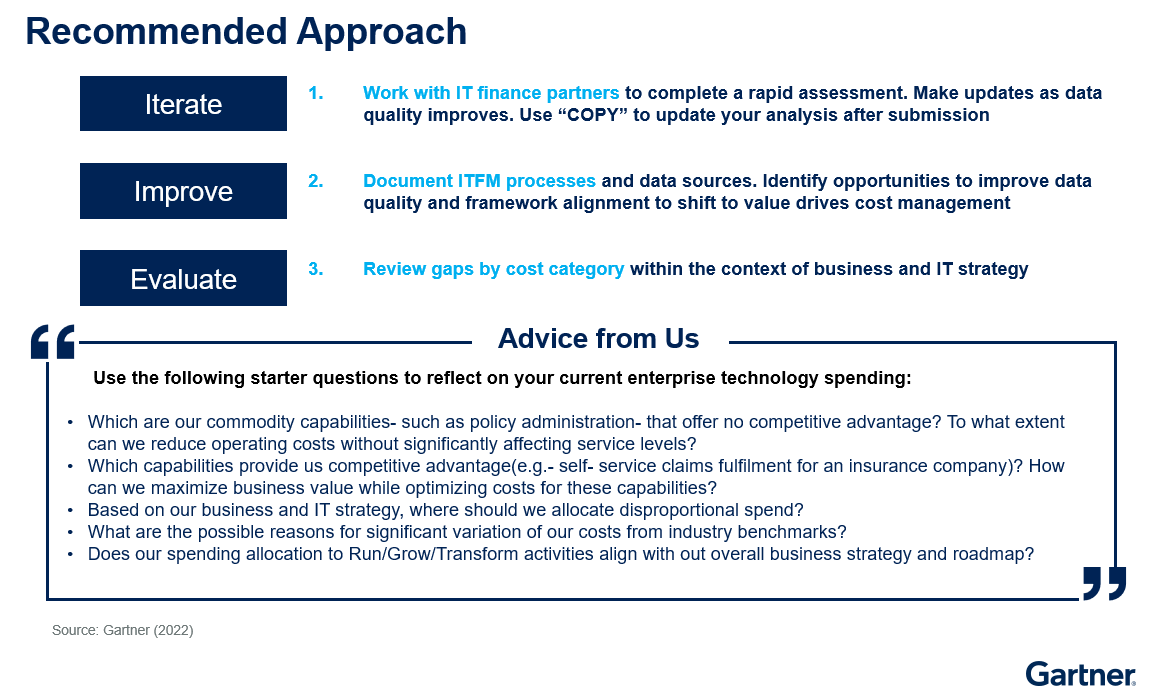 Recommended Approach
Iterate
1. Work with IT finance partners to complete a rapid assessment. Make updates as data
quality improves. Use “COPY” to update your analysis after submission
Improve
2. Document ITFM processes and data sources. Identify opportunities to improve data
quality and framework alignment to shift to value drives cost management
Evaluate
3. Review gaps by cost category within the context of business and IT strategy
Advice from Us
Use the following starter questions to reflect on your current enterprise technology spending:
• Which are our commodity capabilities- such as policy administration- that offer no competitive advantage? To what extent
can we reduce operating costs without significantly affecting service levels?
• Which capabilities provide us competitive advantage(e.g.- self- service claims fulfilment for an insurance company)? How
can we maximize business value while optimizing costs for these capabilities?
• Based on our business and IT strategy, where should we allocate disproportional spend?
• What are the possible reasons for significant variation of our costs from industry benchmarks?
• Does our spending allocation to Run/Grow/Transform activities align with out overall business strategy and roadmap?
Source: Gartner (2022)
Gartner®